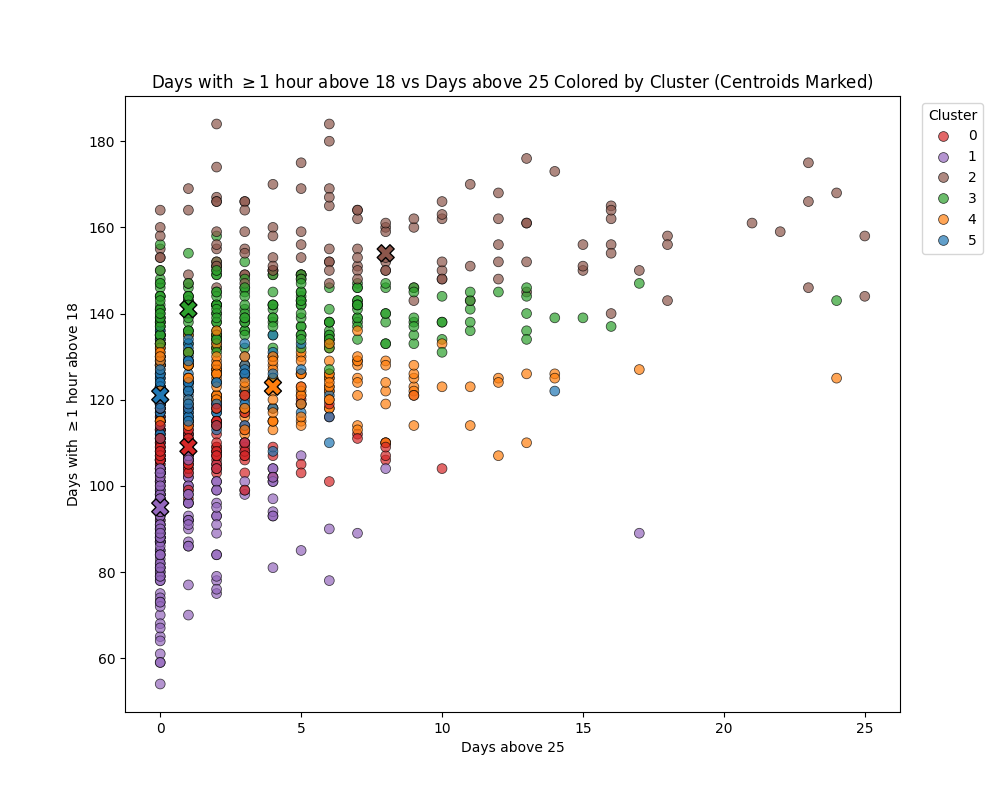 Days with ≥1 hour above 18 vs Days above 25 Colored by Cluster (Centroids Marked)
Cluster
0
1
2
3
4
5
180
160
140
120
100
80
60
Days with ≥1 hour above 18
0 5 10 15 20 25
Days above 25